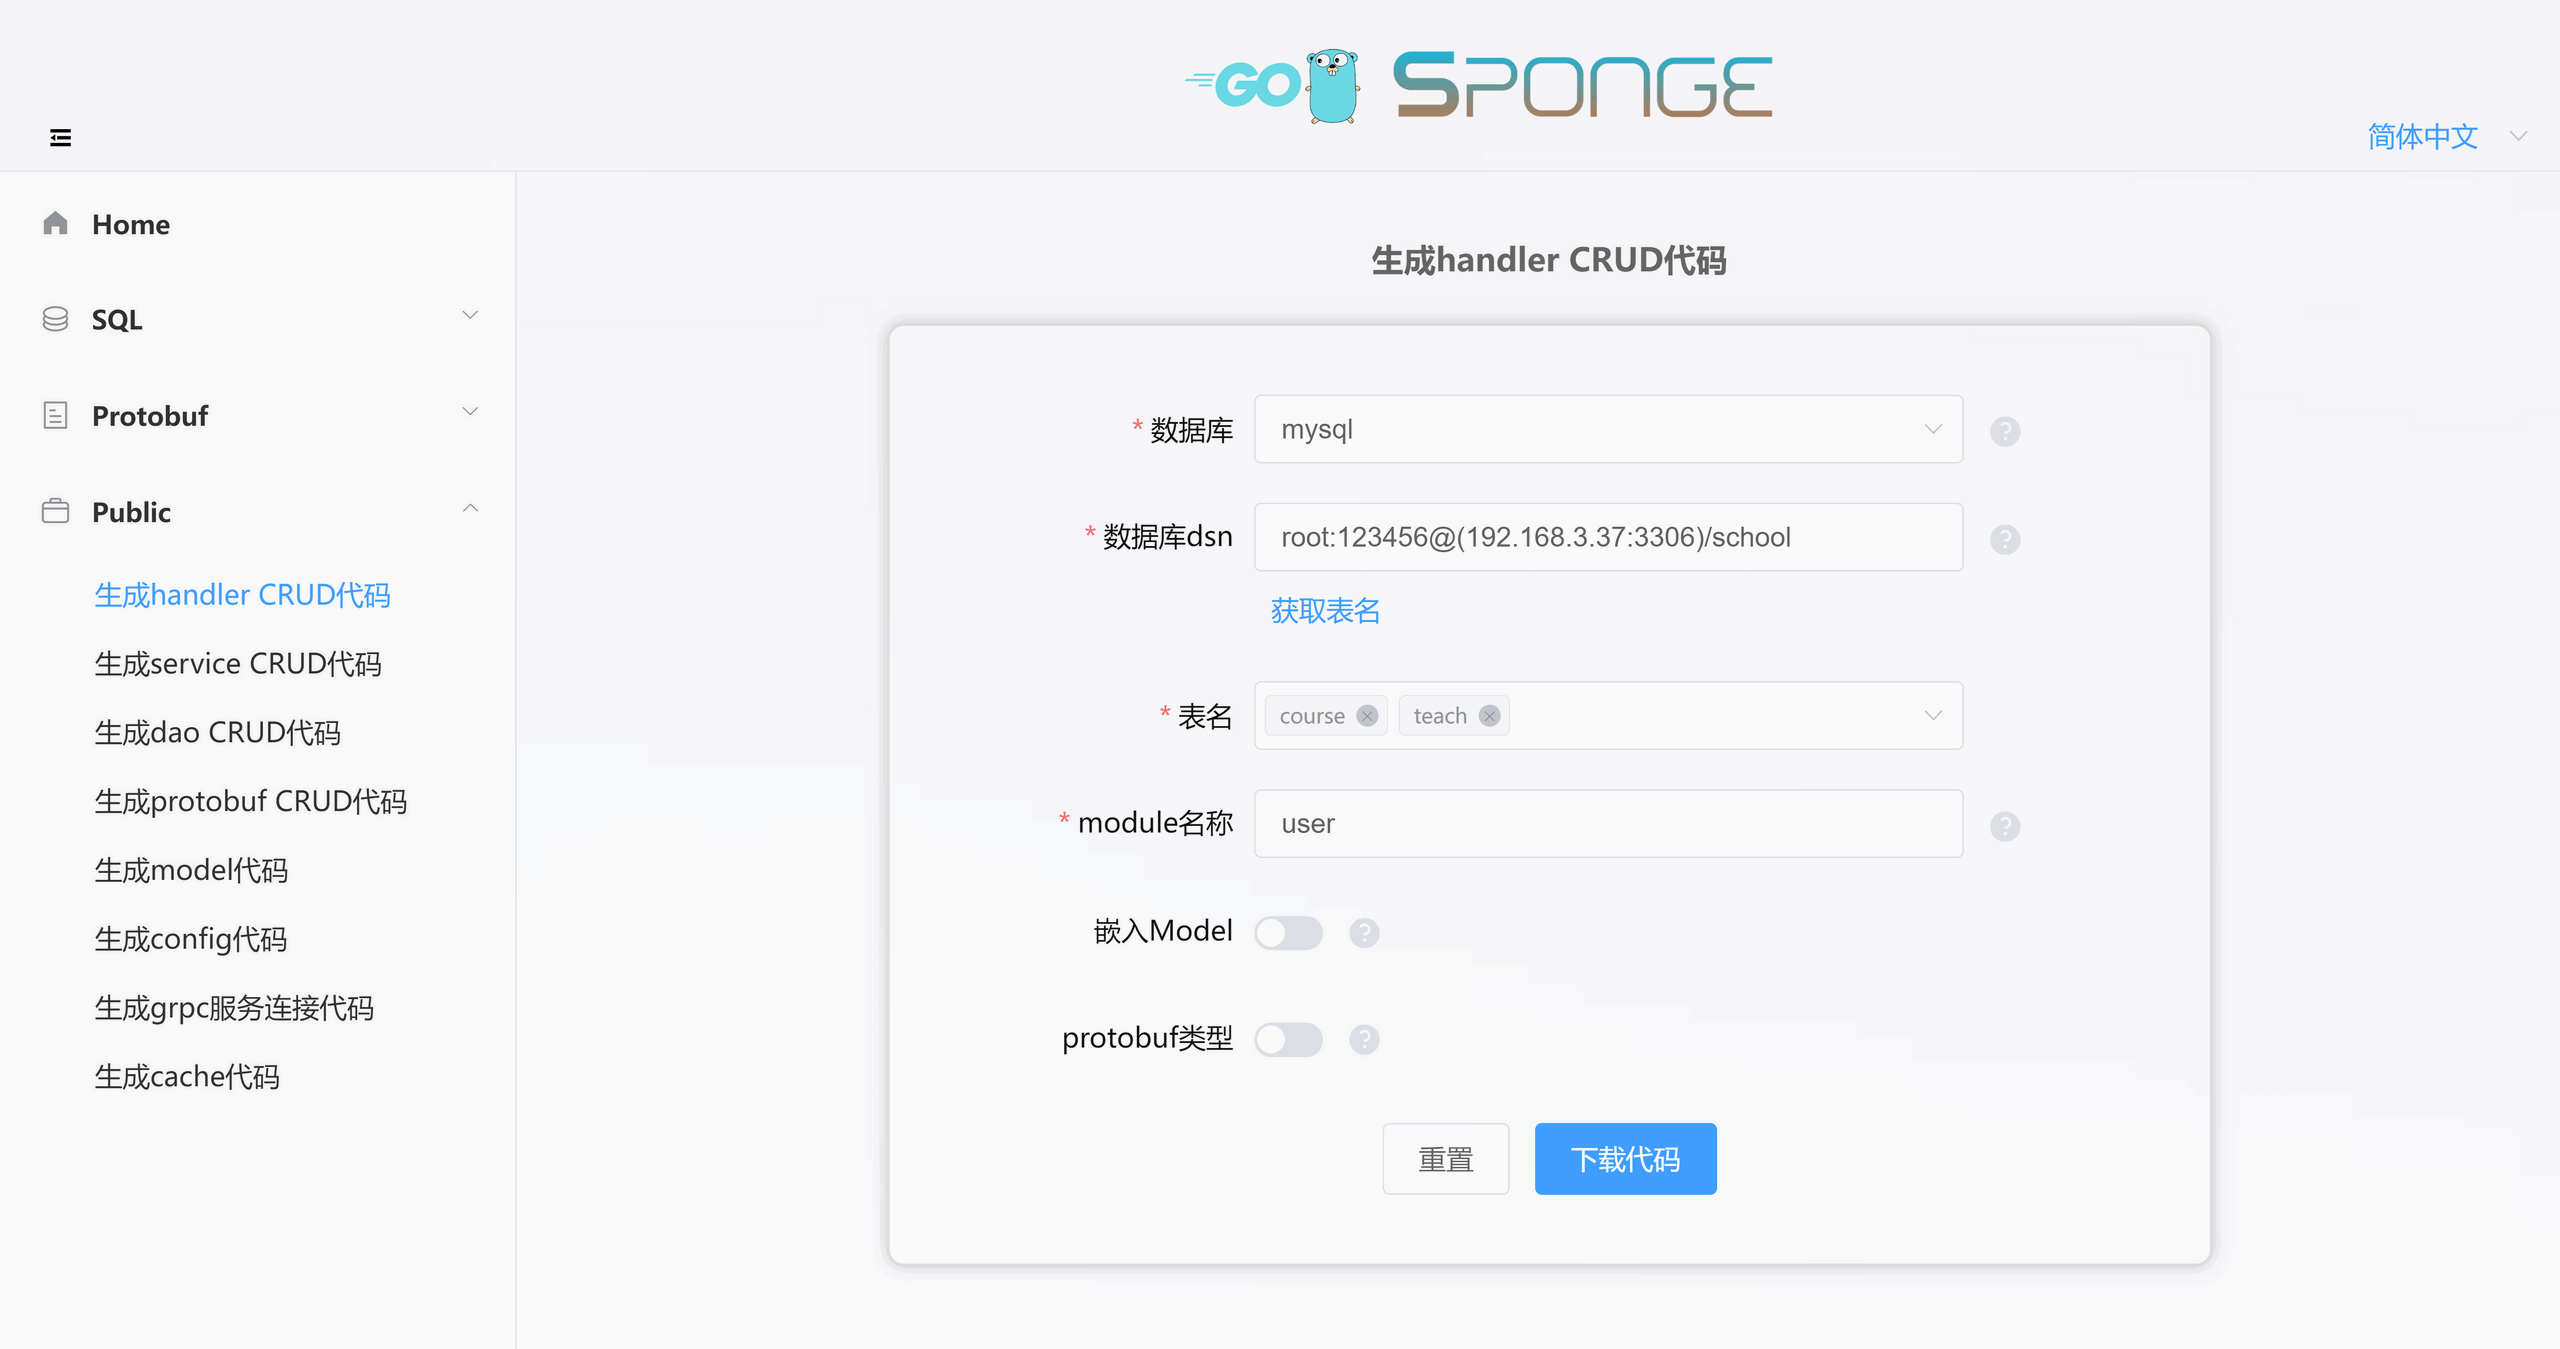 GO SPONGE
简体中文
Home
SQL
Protobuf
Public
生成handler CRUD代码
生成service CRUD代码
生成dao CRUD代码
生成protobuf CRUD代码
生成model代码
生成config代码
生成grpc服务连接代码
生成cache代码
生成handler CRUD代码
* 数据库 mysql ?
* 数据库dsn root:123456@(192.168.3.37:3306)/school ?
获取表名
* 表名 course teach
* module名称 user ?
嵌入Model ?
protobuf类型 ?
重置 下载代码